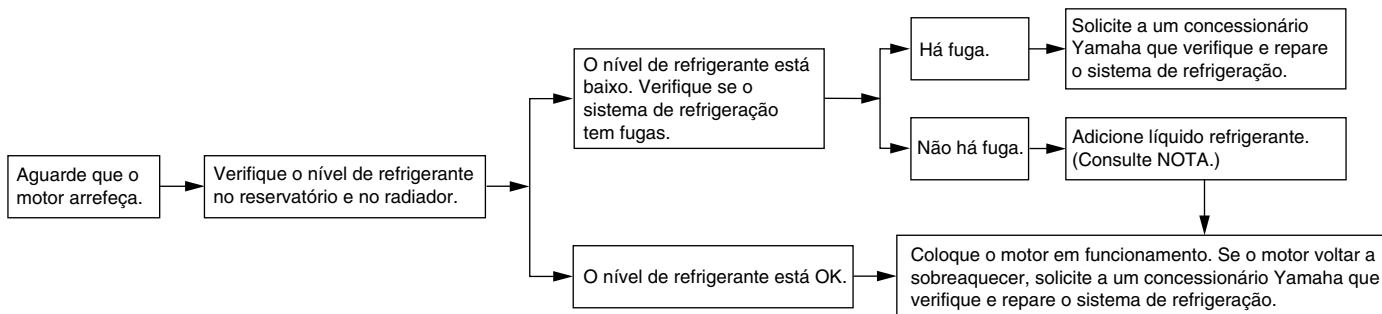 Aguarde que o
motor arrefeça.
Verifique o nível de refrigerante
no reservatório e no radiador.
O nível de refrigerante está
baixo. Verifique se o
sistema de refrigeração
tem fugas.
Há fuga.
Solicite a um concessionário
Yamaha que verifique e repare
o sistema de refrigeração.
Não há fuga.
Adicione líquido refrigerante.
(Consulte NOTA.)
O nível de refrigerante está OK.
Coloque o motor em funcionamento. Se o motor voltar a
sobreaquecer, solicite a um concessionário Yamaha que
verifique e repare o sistema de refrigeração.